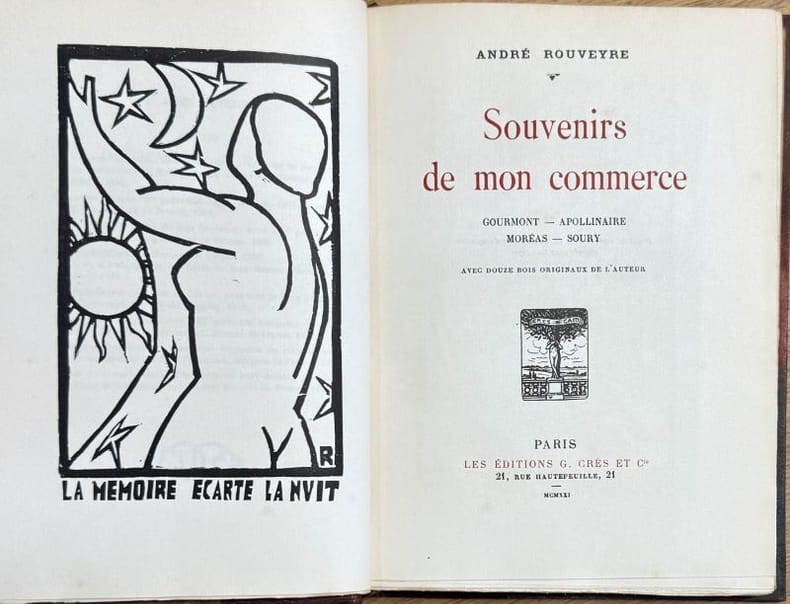 LA MEMOIRE ECARTE LA NVIT
R
ANDRÉ ROUVEYRE
Souvenirs
de mon commerce
GOURMONT — APOLLINAIRE
MORÉAS — SOURY
AVEC DOUZE BOIS ORIGINAUX DE L'AUTEUR
PARIS
LES ÉDITIONS G. CRÈS ET Cie
21, RUE HAUTEFEUILLE, 21
MCMXXI